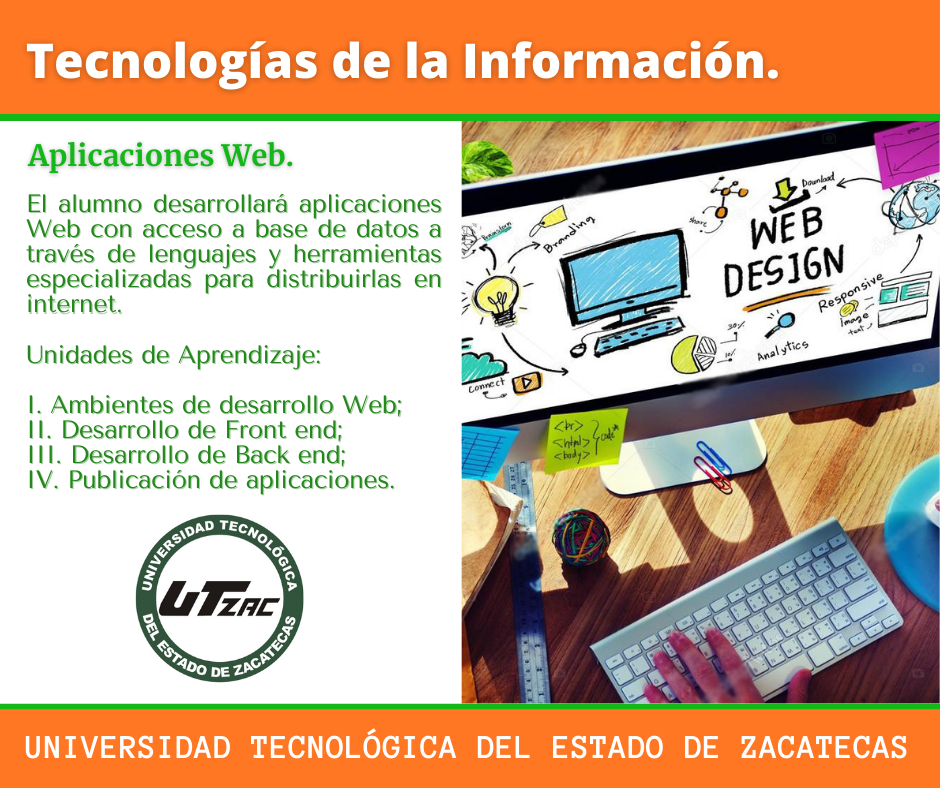 Tecnologías de la Información.
Aplicaciones Web.
El alumno desarrollará aplicaciones
Web con acceso a base de datos a
través de lenguajes y herramientas
especializadas para distribuirlas en
internet.
Unidades de Aprendizaje:
I. Ambientes de desarrollo Web;
II. Desarrollo de Front end;
III. Desarrollo de Back end;
IV. Publicación de aplicaciones.
UNIVERSIDAD TECNOLÓGICA
UTZAC
DEL ESTADO DE ZACATECAS
Branding
share
Download
WEB
DESIGN
Responsive
Image
text
30%
10%
Analytics
Connect
<br>
<html>
<body>
code
UNIVERSIDAD TECNOLÓGICA DEL ESTADO DE ZACATECAS